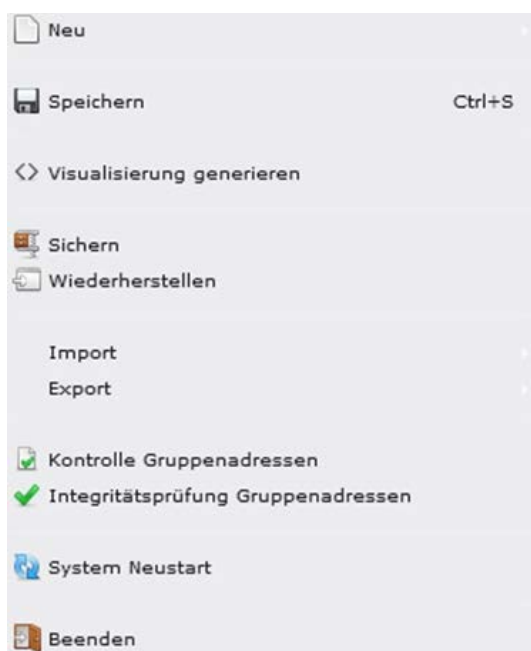 Neu
Speichern Ctrl+S
Visualisierung generieren
Sichern
Wiederherstellen
Import
Export
Kontrolle Gruppenadressen
Integritätsprüfung Gruppenadressen
System Neustart
Beenden